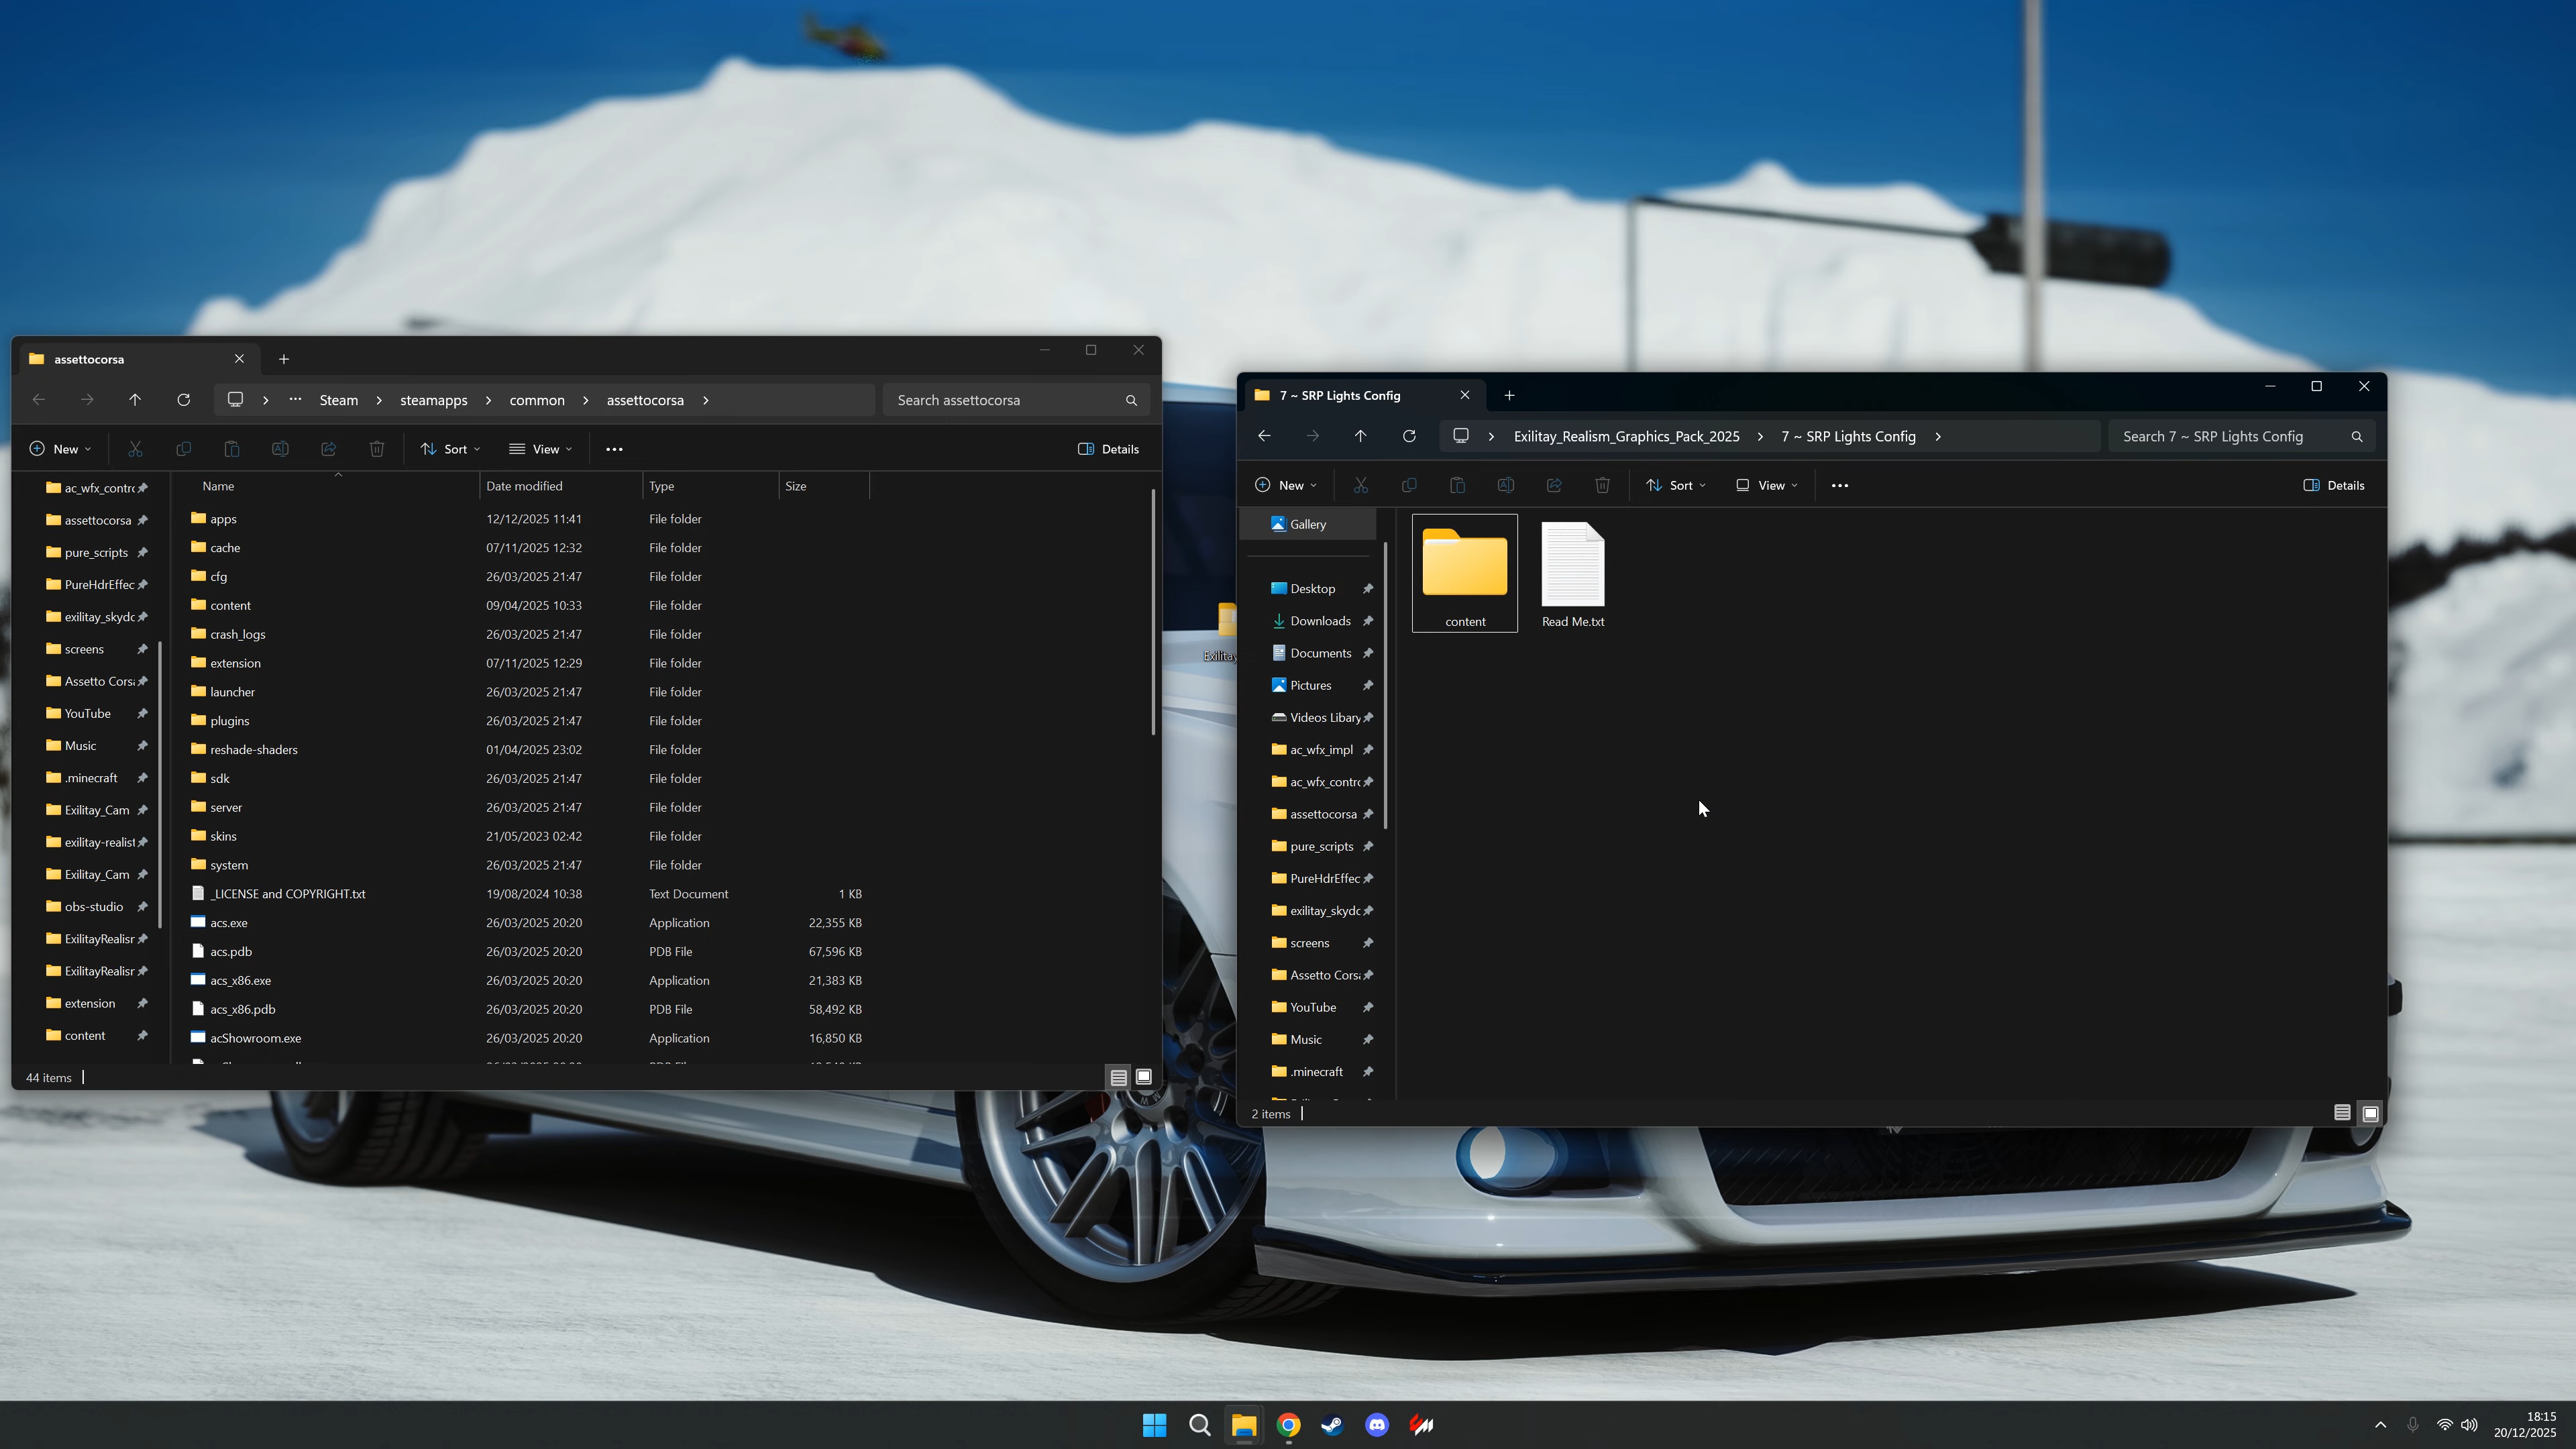 assettocorsa
Steam
steamapps
common
assettocorsa
Search assettocorsa
New
Sort
View
Details
ac_wfx_contrc
assettocorsa
pure_scripts
PureHdrEffec
exilitay_skydc
screens
Assetto Cors
YouTube
Music
.minecraft
Exilitay_Cam
exilitay-realist
Exilitay_Cam
obs-studio
ExilitayRealisr
ExilitayRealisr
extension
content
Name Date modified Type Size
apps 12/12/2025 11:41 File folder
cache 07/11/2025 12:32 File folder
cfg 26/03/2025 21:47 File folder
content 09/04/2025 10:33 File folder
crash_logs 26/03/2025 21:47 File folder
extension 07/11/2025 12:29 File folder
launcher 26/03/2025 21:47 File folder
plugins 26/03/2025 21:47 File folder
reshade-shaders 01/04/2025 23:02 File folder
sdk 26/03/2025 21:47 File folder
server 26/03/2025 21:47 File folder
skins 21/05/2023 02:42 File folder
system 26/03/2025 21:47 File folder
_LICENSE and COPYRIGHT.txt 19/08/2024 10:38 Text Document 1 KB
acs.exe 26/03/2025 20:20 Application 22,355 KB
acs.pdb 26/03/2025 20:20 PDB File 67,596 KB
acs_x86.exe 26/03/2025 20:20 Application 21,383 KB
acs_x86.pdb 26/03/2025 20:20 PDB File 58,492 KB
acShowroom.exe 26/03/2025 20:20 Application 16,850 KB
44 items
Exilitay
7 ~ SRP Lights Config
Exilitay_Realism_Graphics_Pack_2025
7 ~ SRP Lights Config
Search 7 ~ SRP Lights Config
New
Sort
View
Details
Gallery
Desktop
Downloads
Documents
Pictures
Videos Libary
ac_wfx_impl
ac_wfx_contrc
assettocorsa
pure_scripts
PureHdrEffec
exilitay_skydc
screens
Assetto Cors
YouTube
Music
.minecraft
content
Read Me.txt
2 items
18:15
20/12/2025